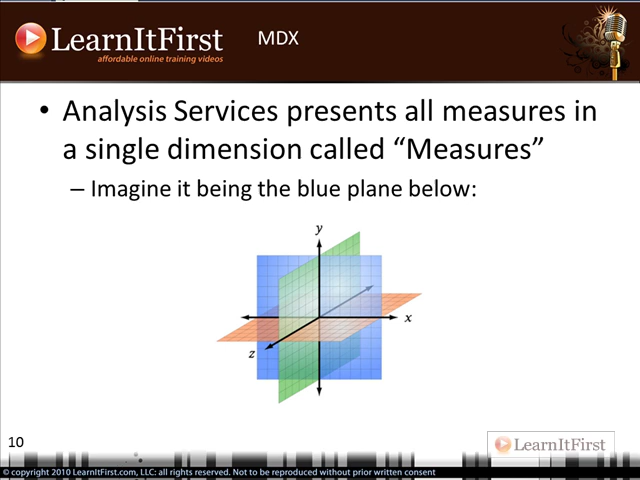 LearnItFirst
affordable online training videos
MDX
• Analysis Services presents all measures in
a single dimension called “Measures”
– Imagine it being the blue plane below:
y
x
z
10
LearnItFirst
© copyright 2010 LearnItFirst.com, LLC: all rights reserved. Not to be reproduced without prior written consent